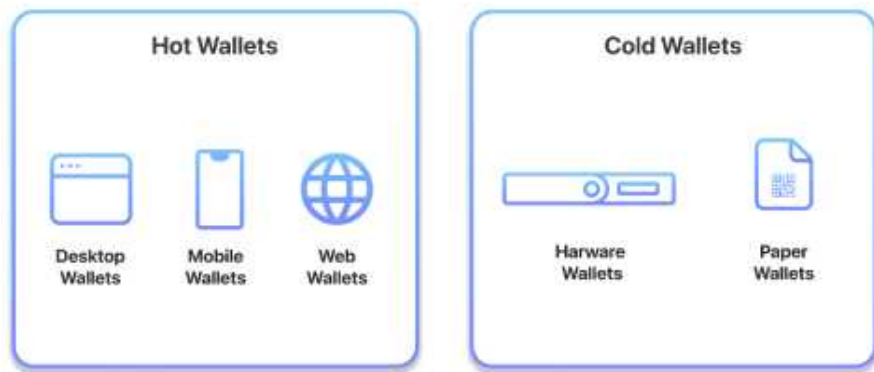 Hot Wallets
Desktop
Wallets
Mobile
Wallets
Web
Wallets
Cold Wallets
Harware
Wallets
Paper
Wallets